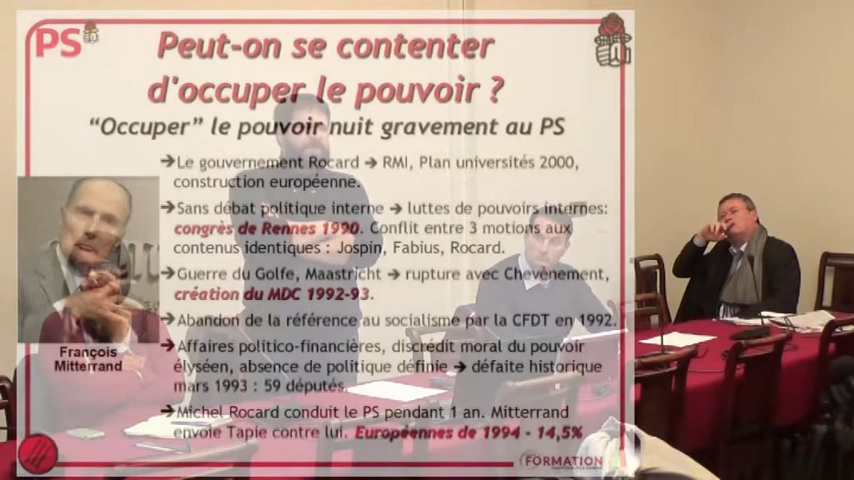 PS
Peut-on se contenter
d'occuper le pouvoir ?
“Occuper” le pouvoir nuit gravement au PS
➔Le gouvernement Rocard ➔ RMI, Plan universités 2000,
construction européenne.
➔Sans débat politique interne ➔ luttes de pouvoirs internes:
congrès de Rennes 1990. Conflit entre 3 motions aux
contenus identiques : Jospin, Fabius, Rocard.
➔Guerre du Golfe, Maastricht ➔ rupture avec Chevènement,
création du MDC 1992-93.
➔Abandon de la référence au socialisme par la CFDT en 1992.
➔Affaires politico-financières, discrédit moral du pouvoir
élyséen, absence de politique définie ➔ défaite historique
mars 1993 : 59 députés.
➔Michel Rocard conduit le PS pendant 1 an. Mitterrand
envoie Tapie contre lui. Européennes de 1994 - 14,5%
François
Mitterrand
FORMATION